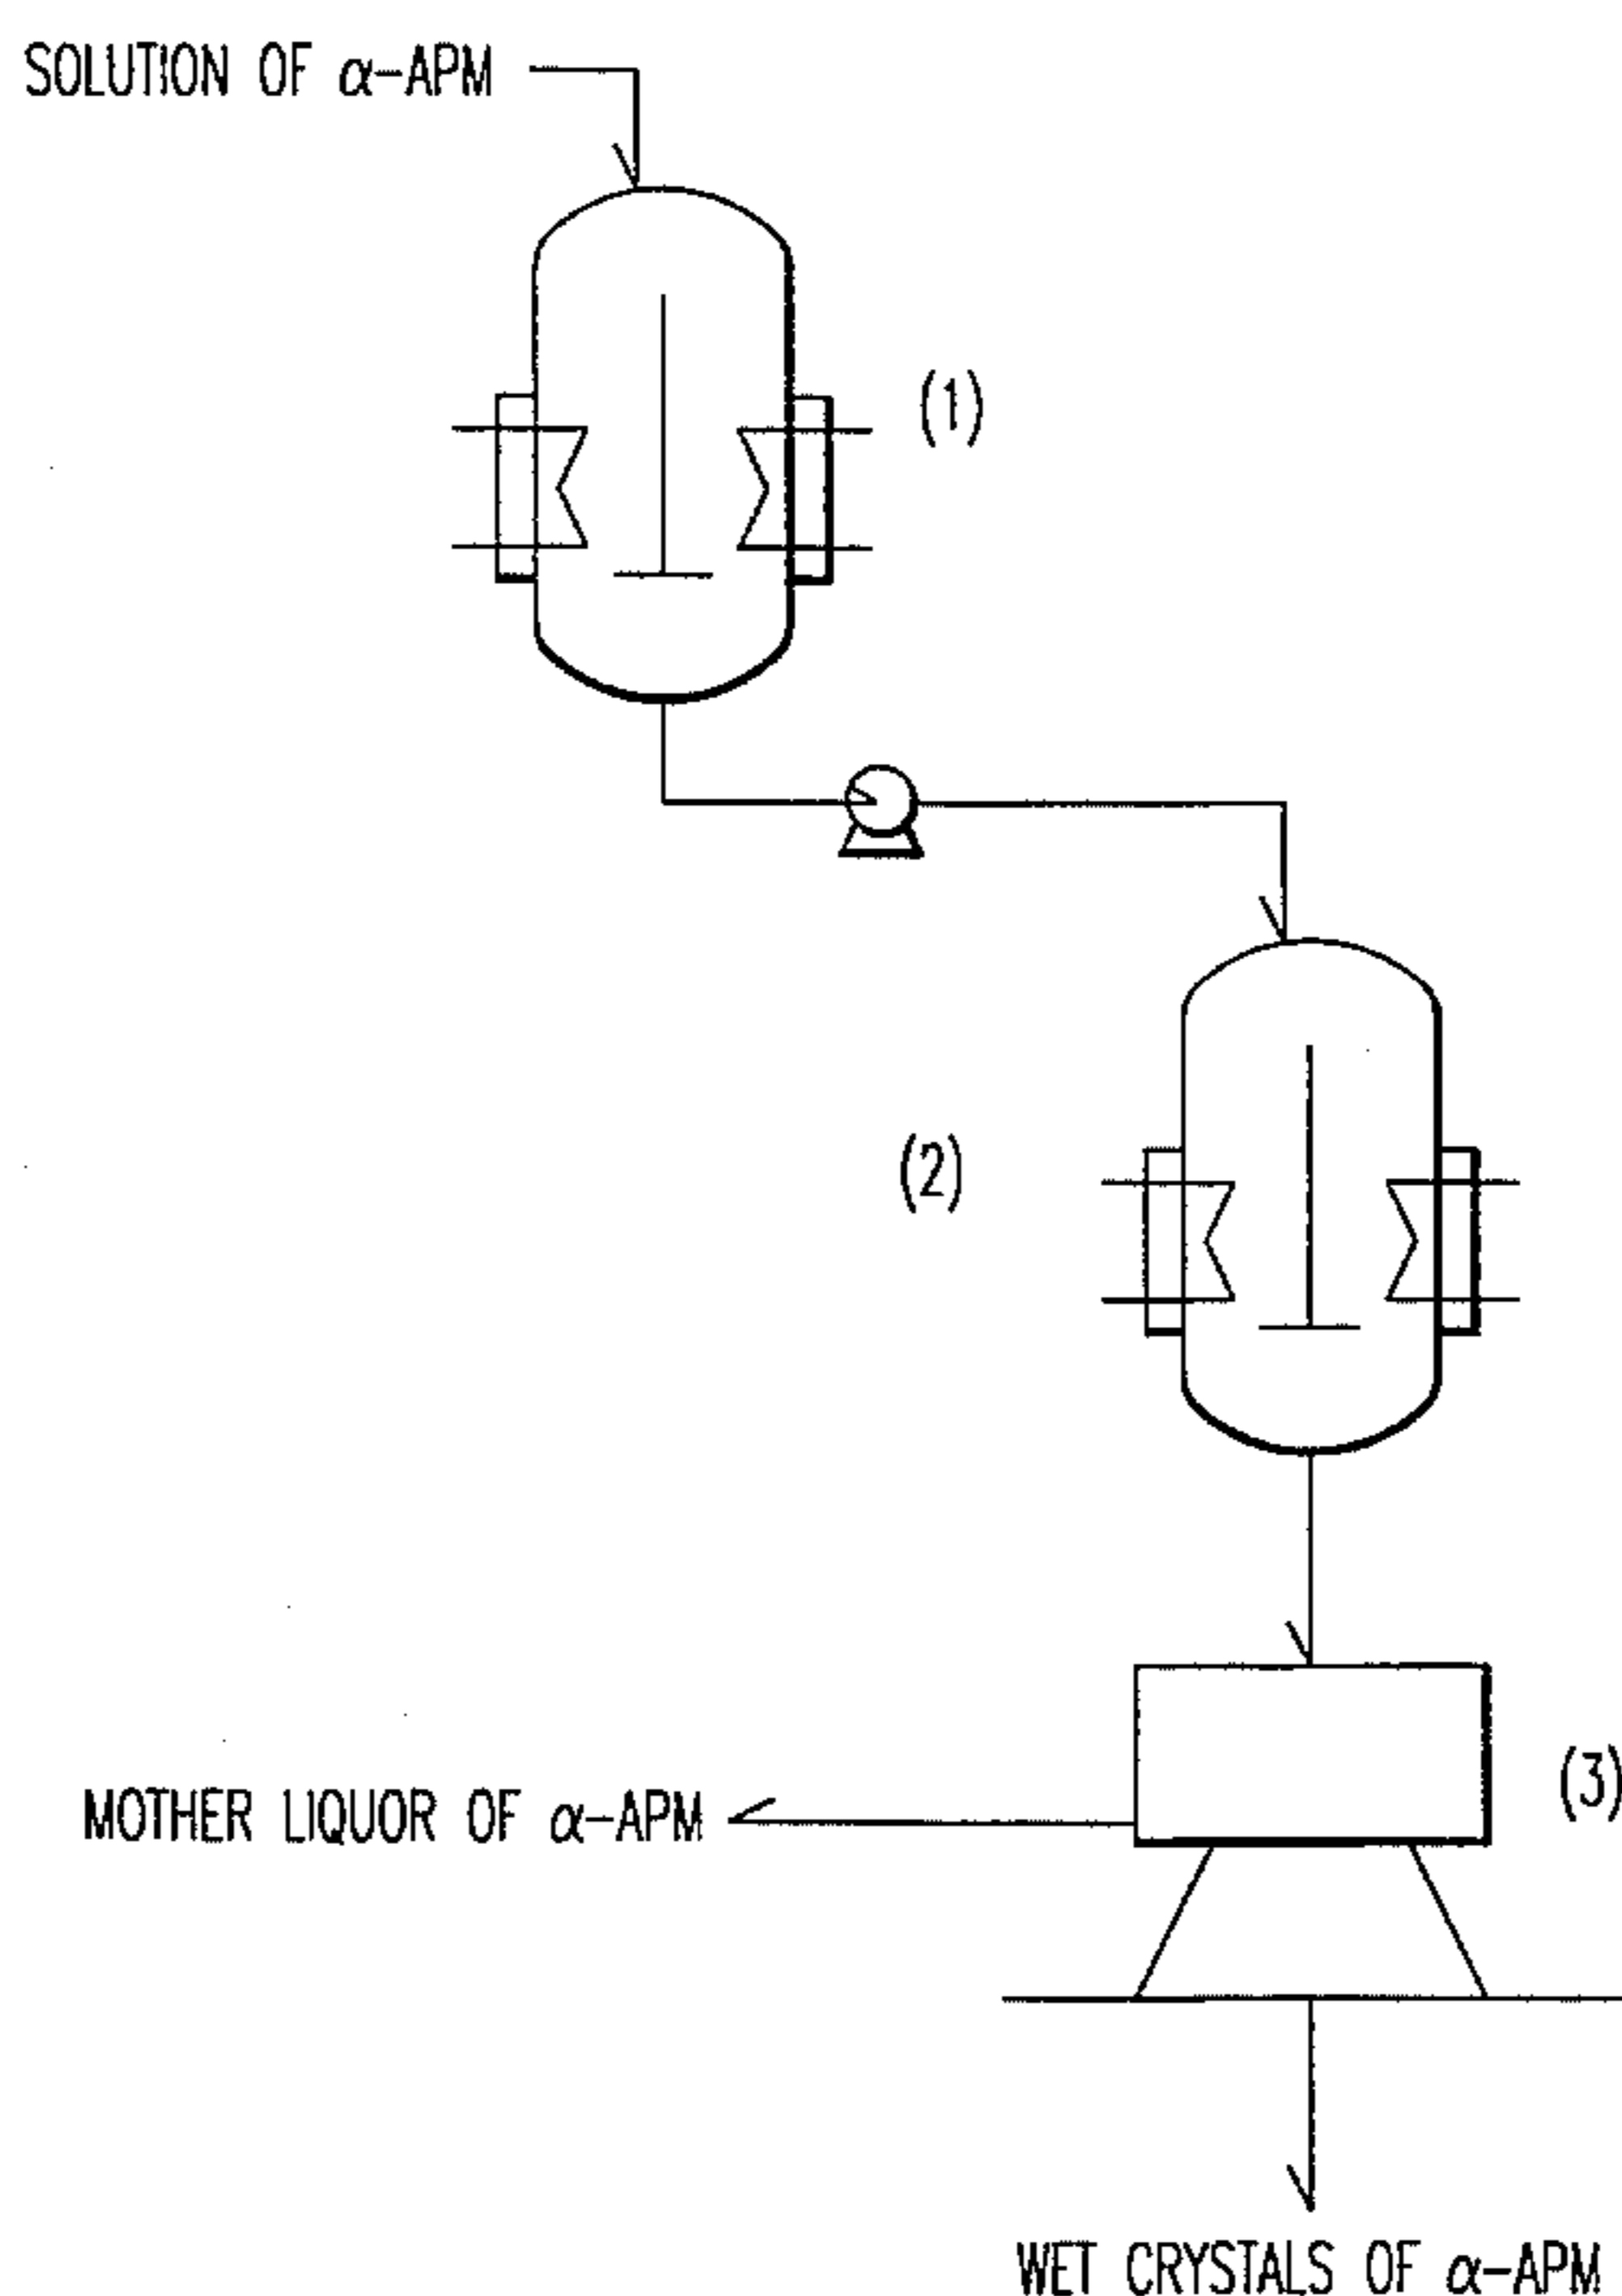 SOLUTION OF α-APM
(1)
(2)
(3)
MOTHER LIQUOR OF α-APM
WET CRYSTALS OF α-APM